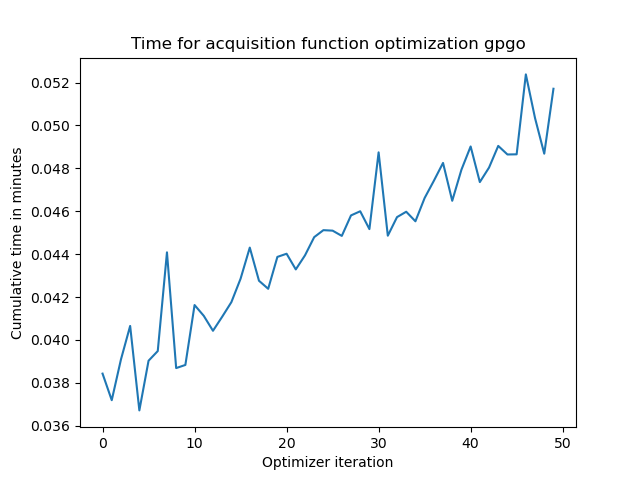 Time for acquisition function optimization gpgo
0.052
0.050
0.048
0.046
0.044
0.042
0.040
0.038
0.036
Cumulative time in minutes
0 10 20 30 40 50
Optimizer iteration